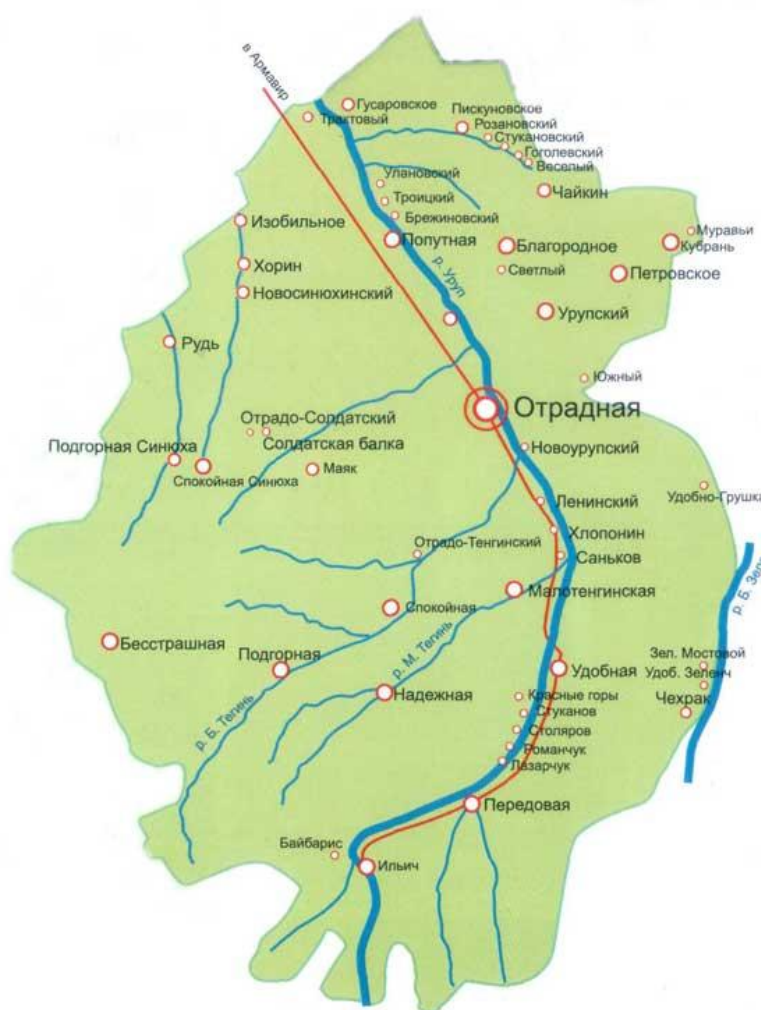 в Армавир
Гусаровское
Трактовый
Пискуновское
Розановский
Стукановский
Гоголевский
Веселый
Улановский
Троицкий
Брежиновский
Чайкин
Изобильное
Попутная
Благородное
Муравьи
Кубрань
Хорин
р. Уруп
Светлый
Петровское
Новосинюхинский
Урупский
Рудь
Южный
Отрадная
Отрадо-Солдатский
Солдатская балка
Подгорная Синюха
Новоурупский
Спокойная Синюха
Маяк
Удобно-Грушка
Ленинский
Хлопонин
Отрадо-Тенгинский
Саньков
Малотенгинская
Спокойная
Бесстрашная
Подгорная
р. М. Тегинь
Удобная
Зел. Мостовой
Удоб. Зеленч
Чехрак
Надежная
Красные горы
р. Б. Тегинь
Стуканов
Столяров
Романчук
Лазарчук
Передовая
Байбарис
Ильич